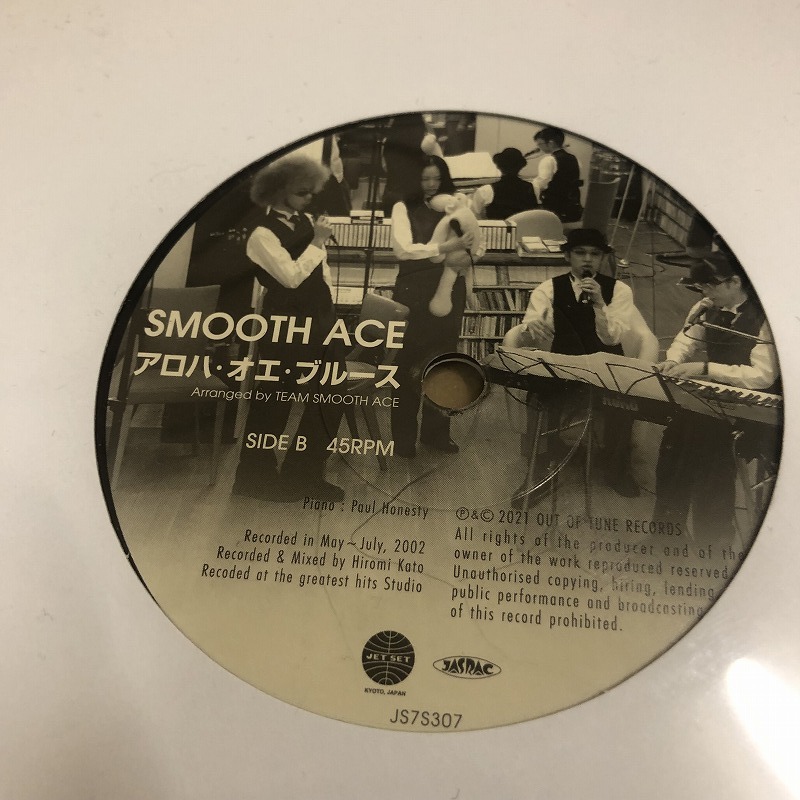 SMOOTH ACE
アロハ・オエ・ブルース
Arranged by TEAM SMOOTH ACE
SIDE B 45RPM
Piano : Paul Honesty
Recorded in May~July, 2002
Recorded & Mixed by Hiromi Kato
Recoded at the greatest hits Studio
Ⓟ&© 2021 OUT OF TUNE RECORDS
All rights of the producer and of the
owner of the work reproduced reserved.
Unauthorised copying, hiring, lending,
public performance and broadcasting
of this record prohibited.
JET SET
KYOTO, JAPAN
JASRAC
JS7S307
KORG